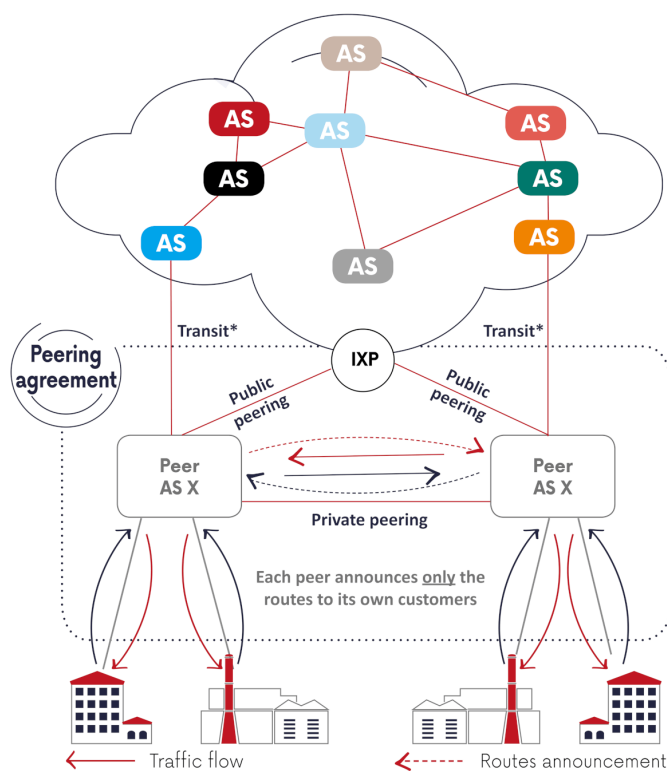 AS
AS
AS
AS
AS
AS
AS
AS
AS
Transit*
Transit*
Peering
agreement
IXP
Public
peering
Public
peering
Peer
AS X
Peer
AS X
Private peering
Each peer announces only the
routes to its own customers
Traffic flow
Routes announcement